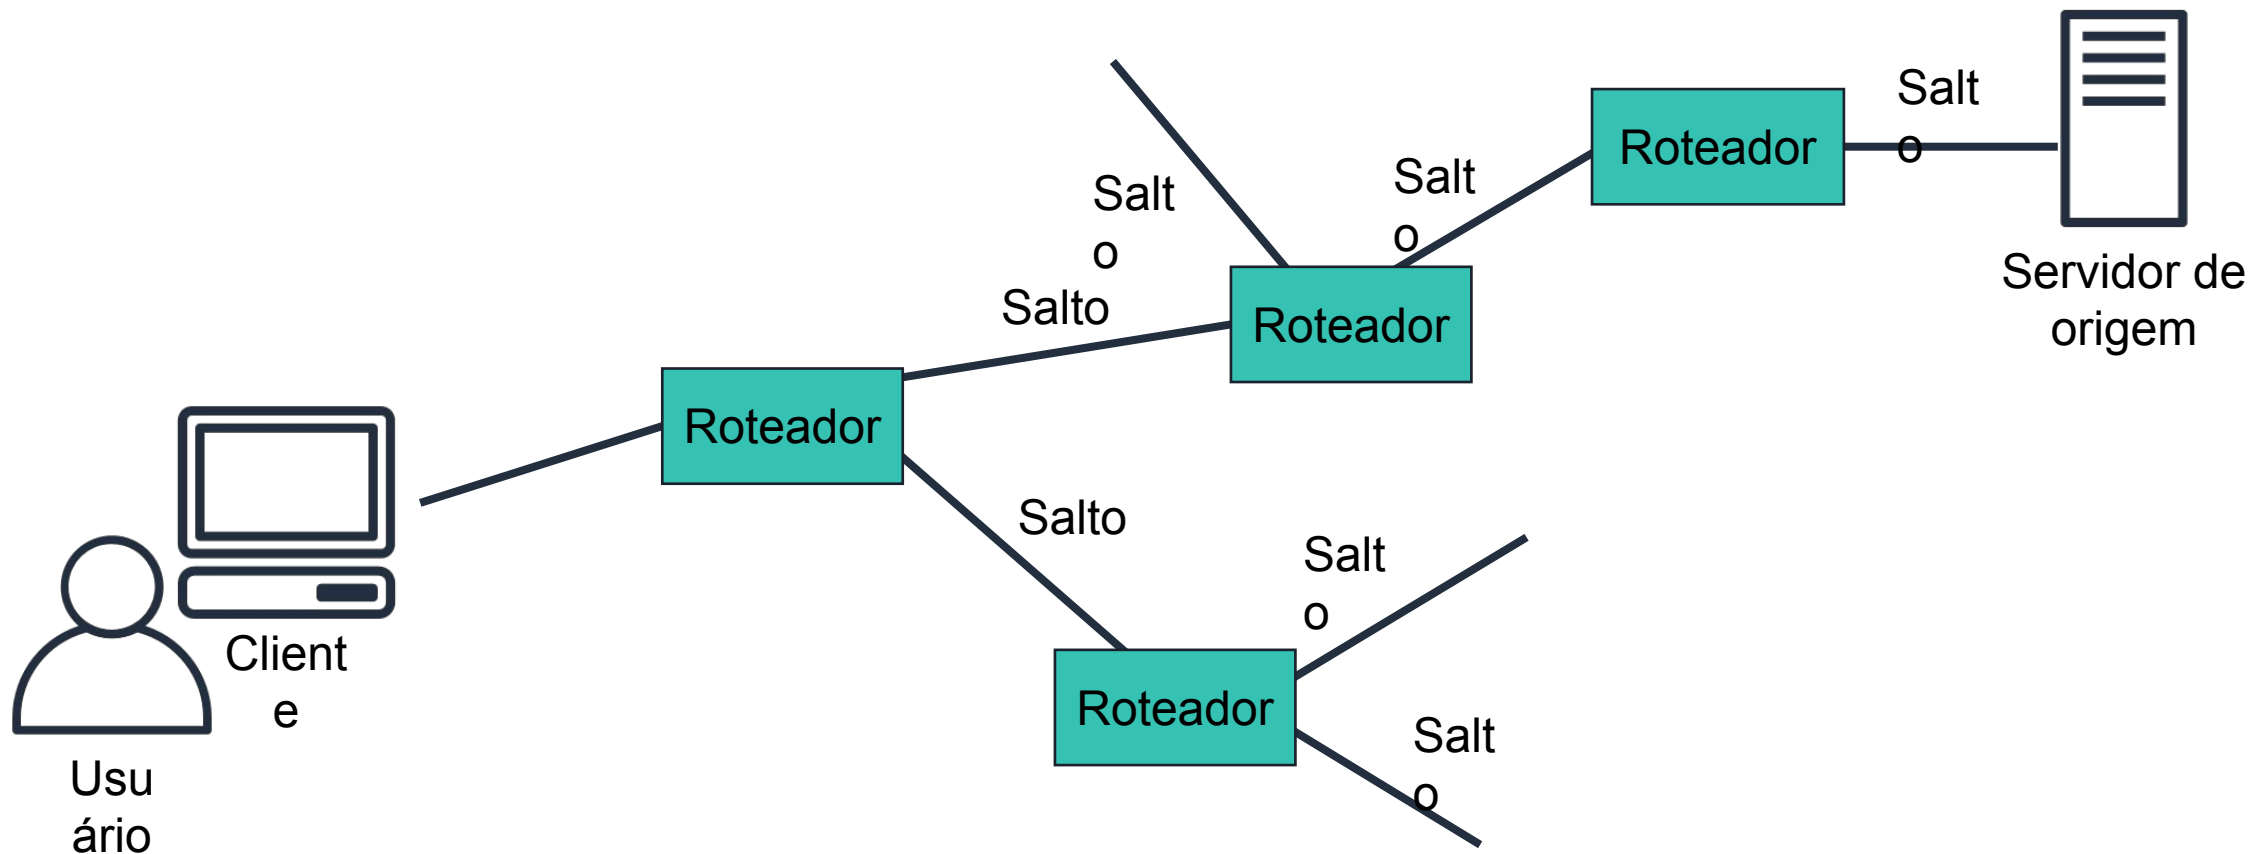 Salt
o
Roteador
Salt
o
Salt
o
Servidor de
origem
Salto
Roteador
Roteador
Salto
Salt
o
Client
e
Roteador
Salt
o
Usu
ário